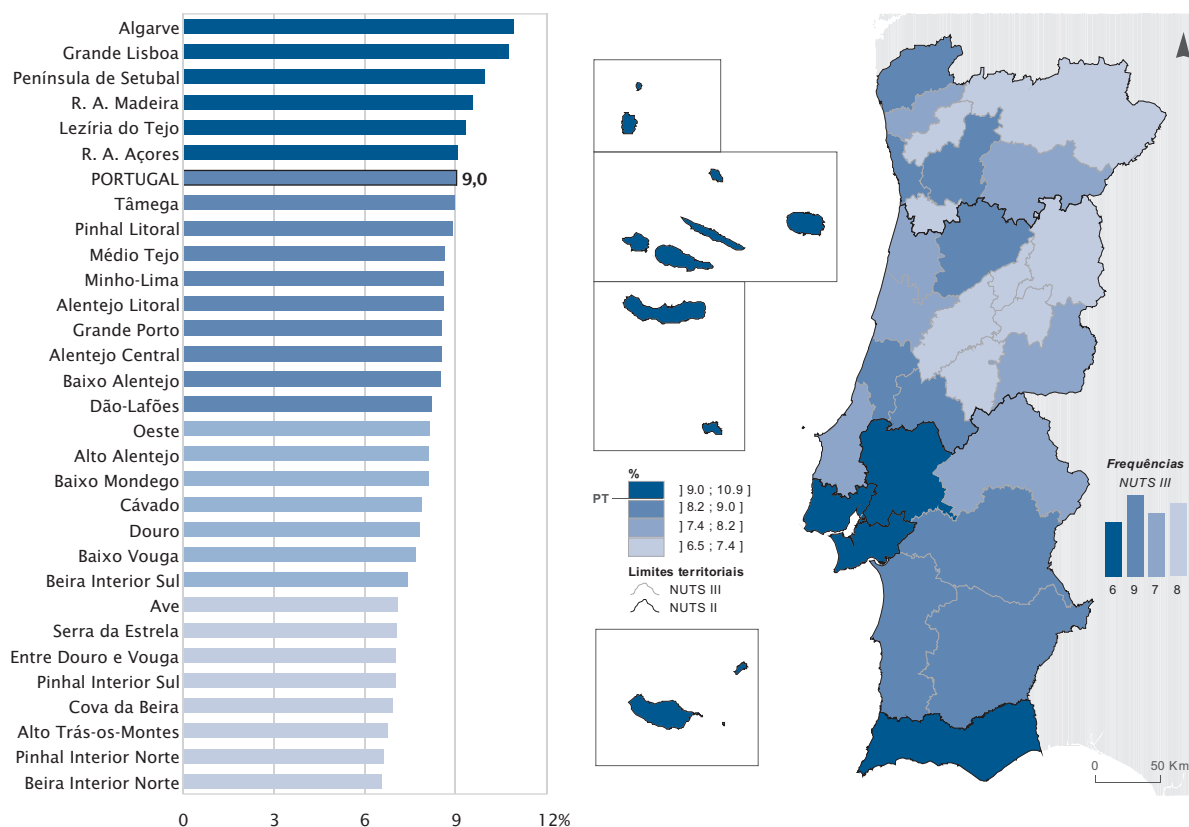 Algarve
Grande Lisboa
Península de Setubal
R. A. Madeira
Lezíria do Tejo
R. A. Açores
PORTUGAL 9,0
Tâmega
Pinhal Litoral
Médio Tejo
Minho-Lima
Alentejo Litoral
Grande Porto
Alentejo Central
Baixo Alentejo
Dão-Lafões
Oeste
Alto Alentejo
Baixo Mondego
Cávado
Douro
Baixo Vouga
Beira Interior Sul
Ave
Serra da Estrela
Entre Douro e Vouga
Pinhal Interior Sul
Cova da Beira
Alto Trás-os-Montes
Pinhal Interior Norte
Beira Interior Norte
0 3 6 9 12%
%
PT
] 9.0 ; 10.9 ]
] 8.2 ; 9.0 ]
] 7.4 ; 8.2 ]
] 6.5 ; 7.4 ]
Limites territoriais
NUTS III
NUTS II
Frequências
NUTS III
6 9 7 8
0 50 Km